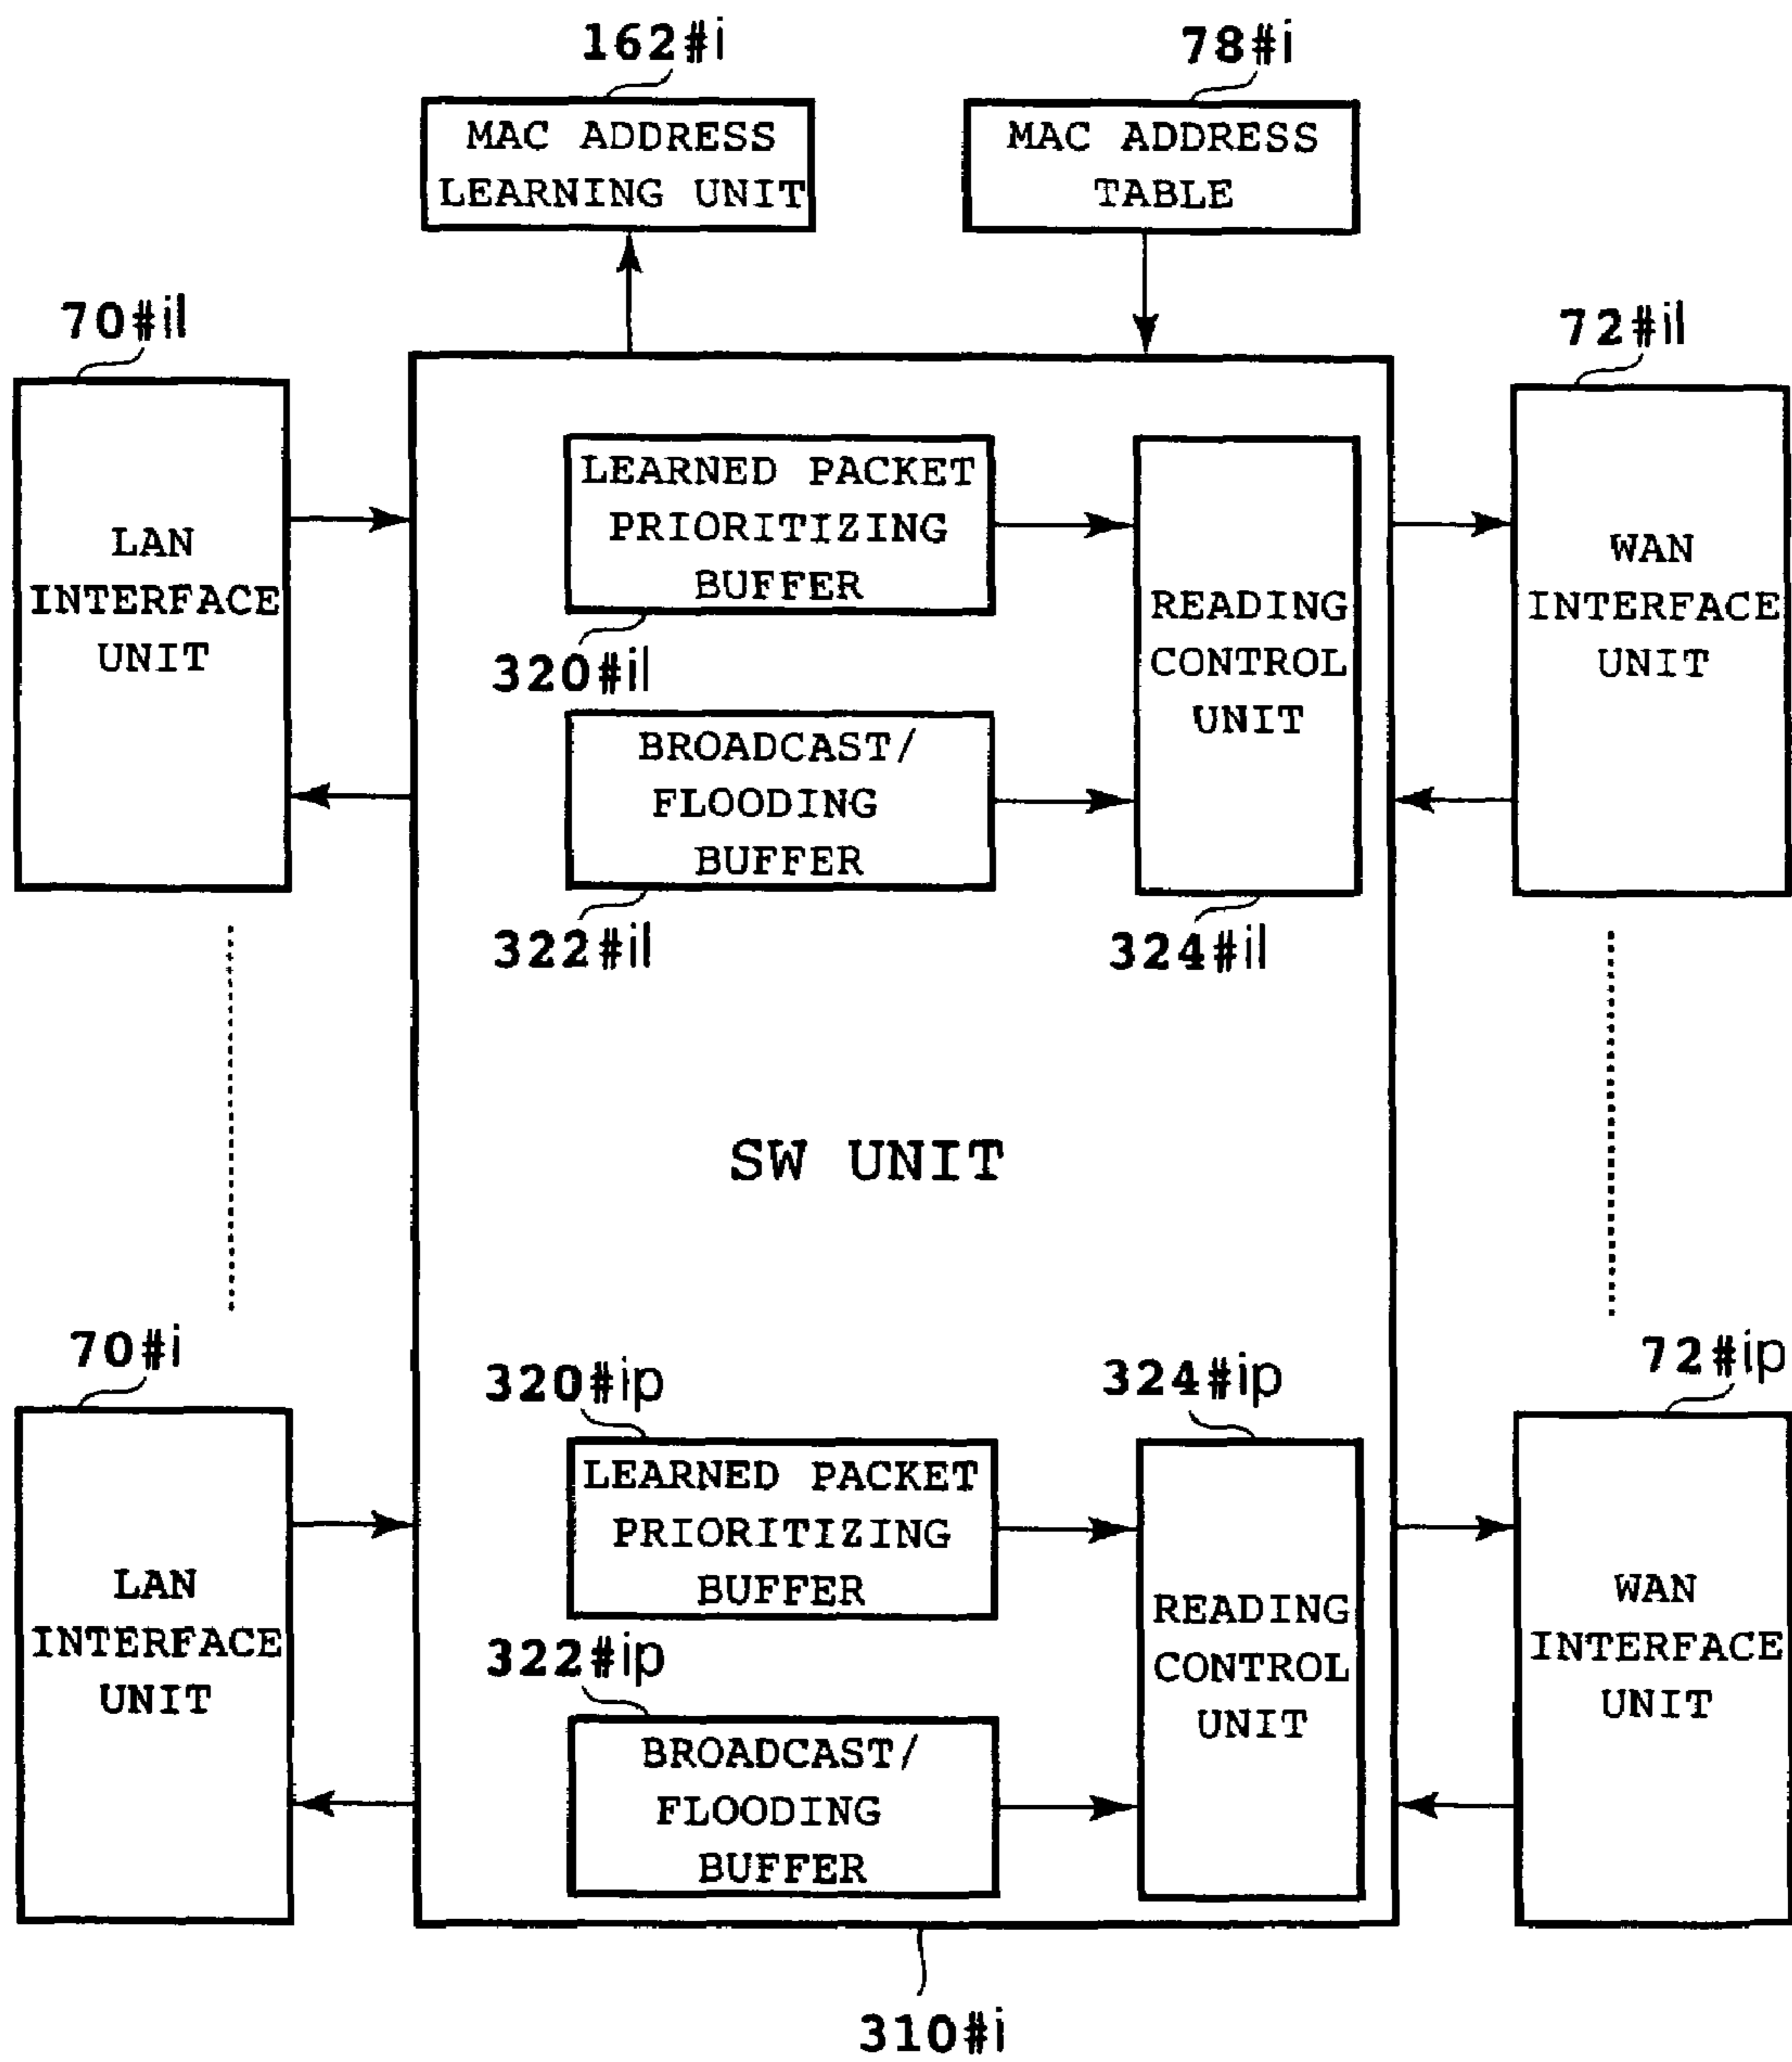 162#i
78#i
MAC ADDRESS
LEARNING UNIT
MAC ADDRESS
TABLE
70#il
72#il
LAN
INTERFACE
UNIT
LEARNED PACKET
PRIORITIZING
BUFFER
320#il
BROADCAST/
FLOODING
BUFFER
322#il
READING
CONTROL
UNIT
324#il
WAN
INTERFACE
UNIT
SW UNIT
70#i
320#ip
324#ip
72#ip
LAN
INTERFACE
UNIT
LEARNED PACKET
PRIORITIZING
BUFFER
322#ip
BROADCAST/
FLOODING
BUFFER
READING
CONTROL
UNIT
WAN
INTERFACE
UNIT
310#i